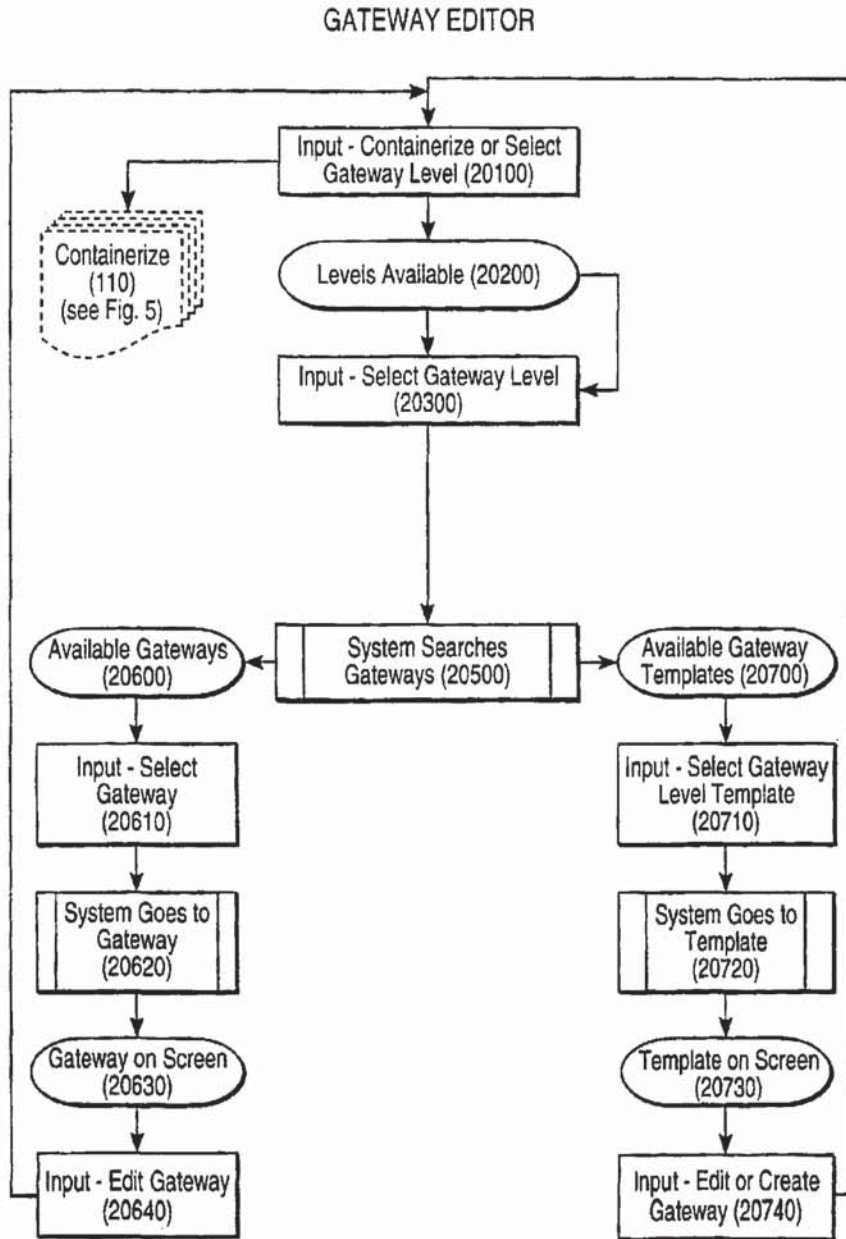 GATEWAY EDITOR
Input - Containerize or Select
Gateway Level (20100)
Containerize
(110)
(see Fig. 5)
Levels Available (20200)
Input - Select Gateway Level
(20300)
Available Gateways
(20600)
System Searches
Gateways (20500)
Available Gateway
Templates (20700)
Input - Select
Gateway
(20610)
Input - Select Gateway
Level Template
(20710)
System Goes to
Gateway
(20620)
System Goes to
Template
(20720)
Gateway on Screen
(20630)
Template on Screen
(20730)
Input - Edit Gateway
(20640)
Input - Edit or Create
Gateway (20740)